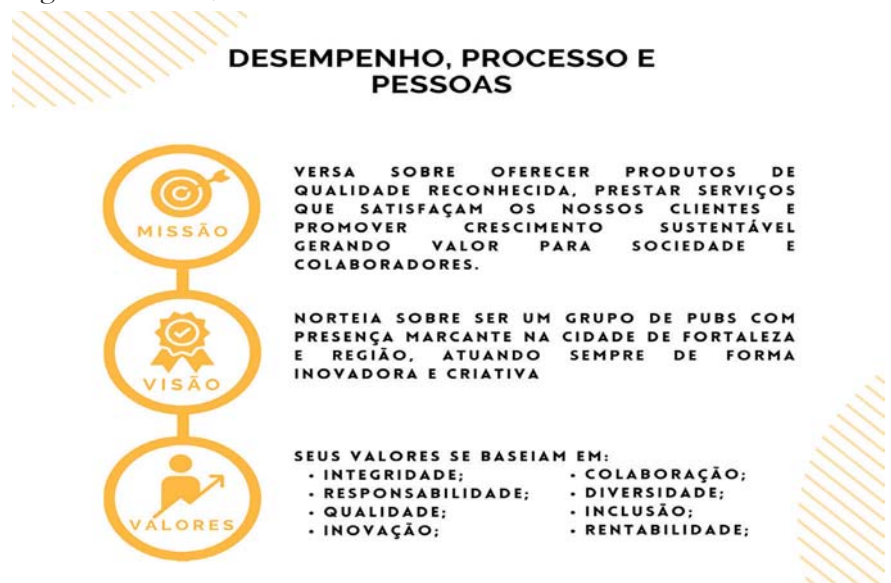 DESEMPENHO, PROCESSO E
PESSOAS
MISSÃO
VERSA SOBRE OFERECER PRODUTOS DE
QUALIDADE RECONHECIDA, PRESTAR SERVIÇOS
QUE SATISFAÇAM OS NOSSOS CLIENTES E
PROMOVER CRESCIMENTO SUSTENTÁVEL
GERANDO VALOR PARA SOCIEDADE E
COLABORADORES.
VISÃO
NORTEIA SOBRE SER UM GRUPO DE PUBS COM
PRESENÇA MARCANTE NA CIDADE DE FORTALEZA
E REGIÃO, ATUANDO SEMPRE DE FORMA
INOVADORA E CRIATIVA
VALORES
SEUS VALORES SE BASEIAM EM:
• INTEGRIDADE;
• RESPONSABILIDADE;
• QUALIDADE;
• INOVAÇÃO;
• COLABORAÇÃO;
• DIVERSIDADE;
• INCLUSÃO;
• RENTABILIDADE;